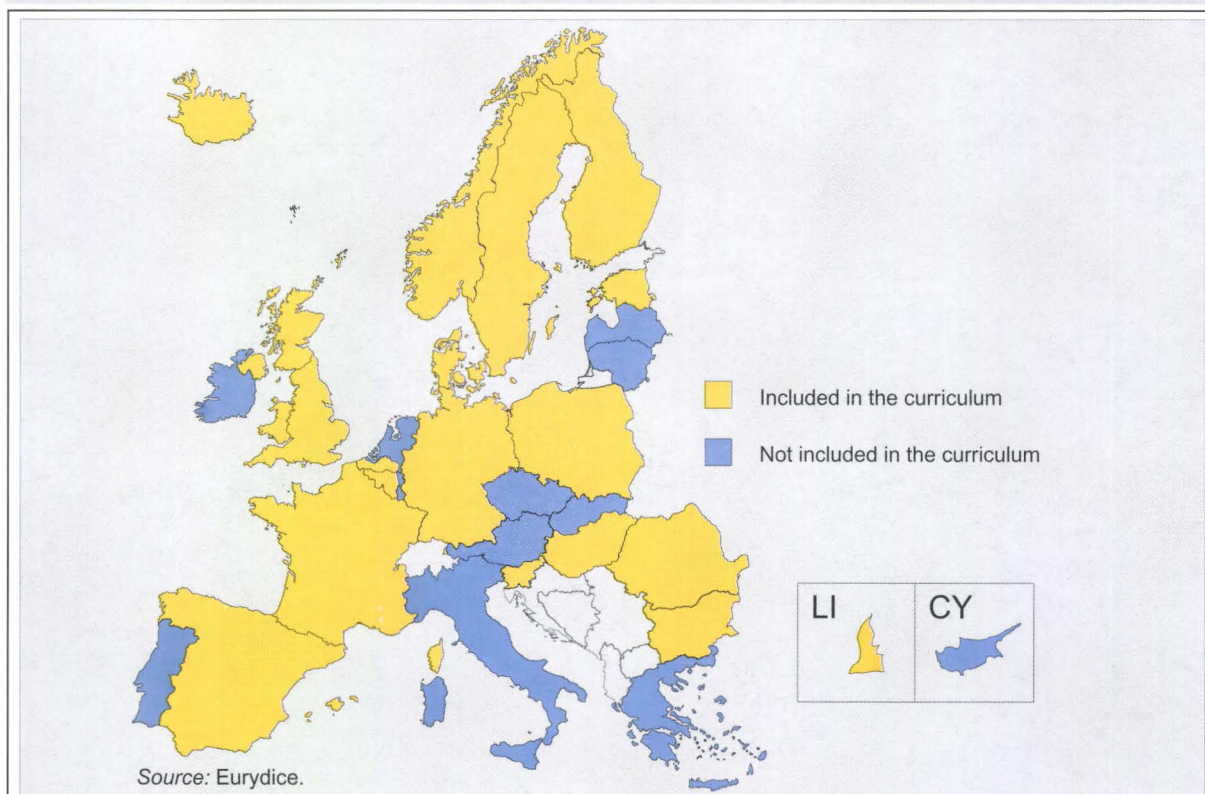 Included in the curriculum
Not included in the curriculum
LI
CY
Source: Eurydice.